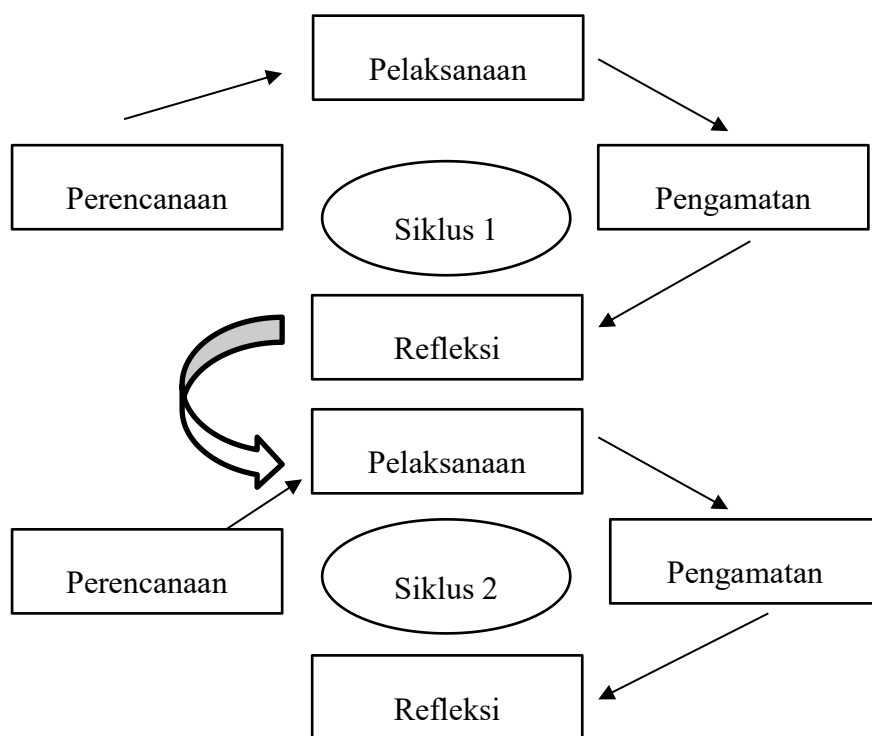 Pelaksanaan
Perencanaan
Siklus 1
Pengamatan
Refleksi
Pelaksanaan
Perencanaan
Siklus 2
Pengamatan
Refleksi